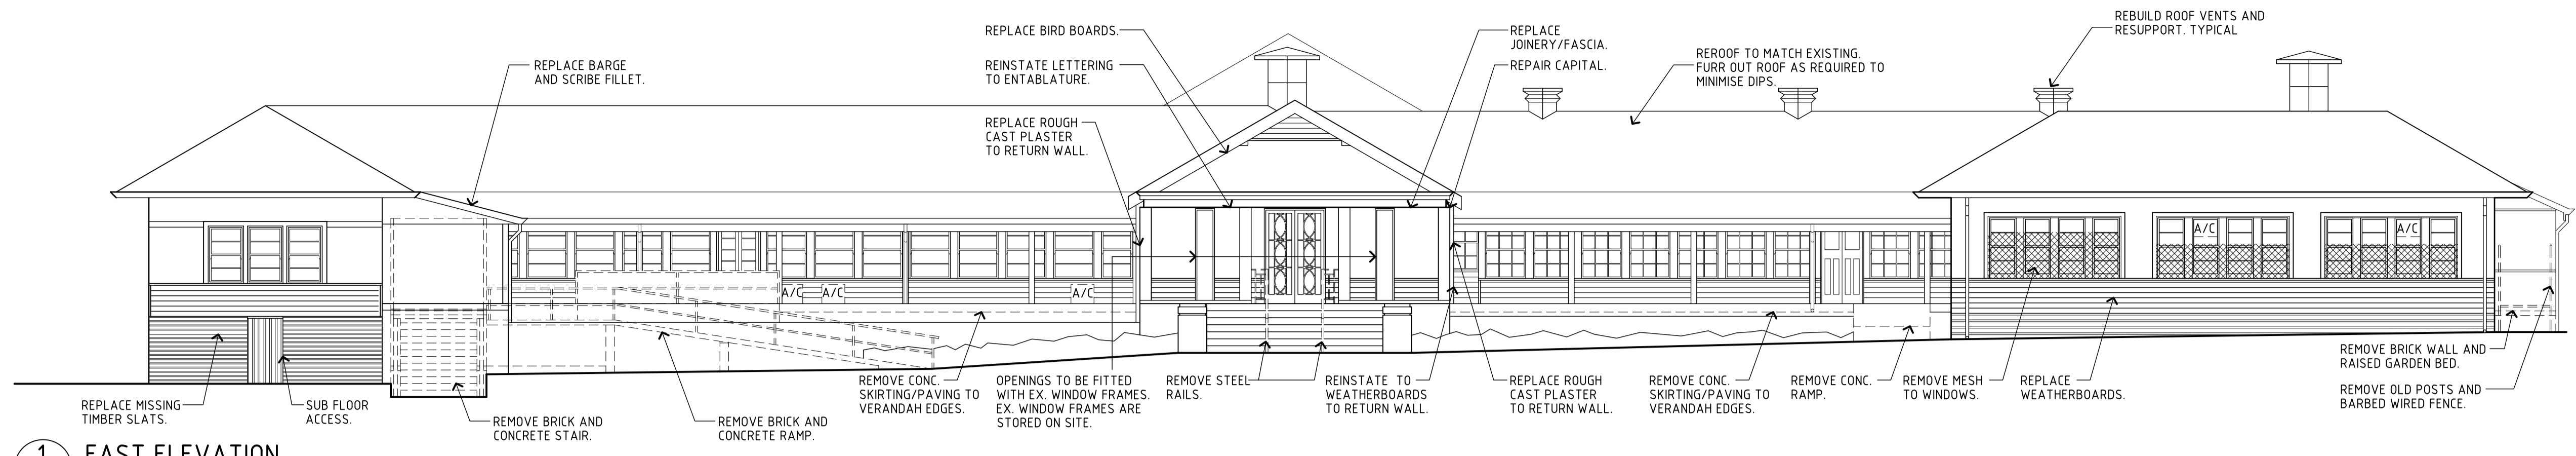 REPLACE BARGE
AND SCRIBE FILLET.
REPLACE BIRD BOARDS.
REINSTATE LETTERING
TO ENTABLATURE.
REPLACE ROUGH
CAST PLASTER
TO RETURN WALL.
REPLACE
JOINERY/FASCIA.
REPAIR CAPITAL.
REROOF TO MATCH EXISTING.
FURR OUT ROOF AS REQUIRED TO
MINIMISE DIPS.
REBUILD ROOF VENTS AND
RESUPPORT. TYPICAL
A/C
A/C
A/C
A/C
A/C
REPLACE MISSING
TIMBER SLATS.
SUB FLOOR
ACCESS.
REMOVE BRICK AND
CONCRETE STAIR.
REMOVE BRICK AND
CONCRETE RAMP.
REMOVE CONC.
SKIRTING/PAVING TO
VERANDAH EDGES.
OPENINGS TO BE FITTED
WITH EX. WINDOW FRAMES.
EX. WINDOW FRAMES ARE
STORED ON SITE.
REMOVE STEEL
RAILS.
REINSTATE TO
WEATHERBOARDS
TO RETURN WALL.
REPLACE ROUGH
CAST PLASTER
TO RETURN WALL.
REMOVE CONC.
SKIRTING/PAVING TO
VERANDAH EDGES.
REMOVE CONC.
RAMP.
REMOVE MESH
TO WINDOWS.
REPLACE
WEATHERBOARDS.
REMOVE BRICK WALL AND
RAISED GARDEN BED.
REMOVE OLD POSTS AND
BARBED WIRED FENCE.
1 EAST ELEVATION